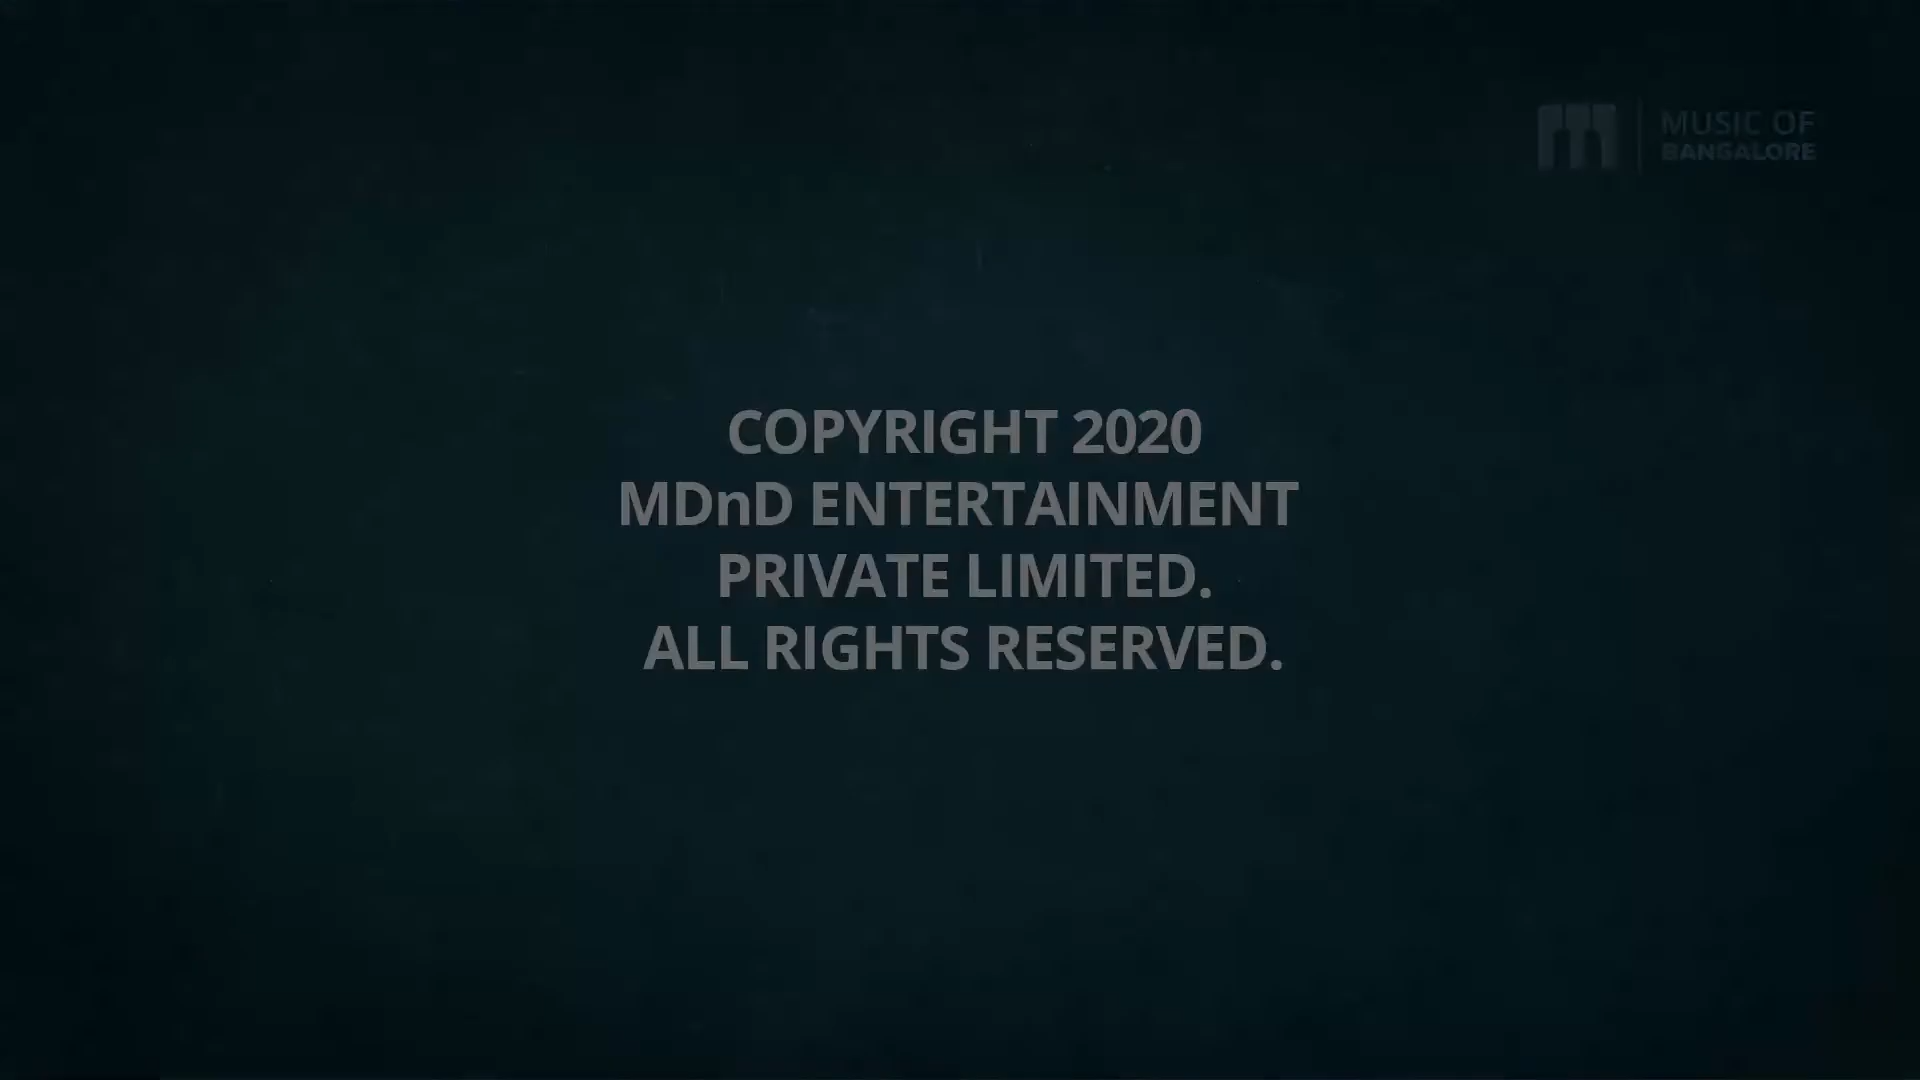 MUSIC OF
BANGALORE
COPYRIGHT 2020
MDnD ENTERTAINMENT
PRIVATE LIMITED.
ALL RIGHTS RESERVED.